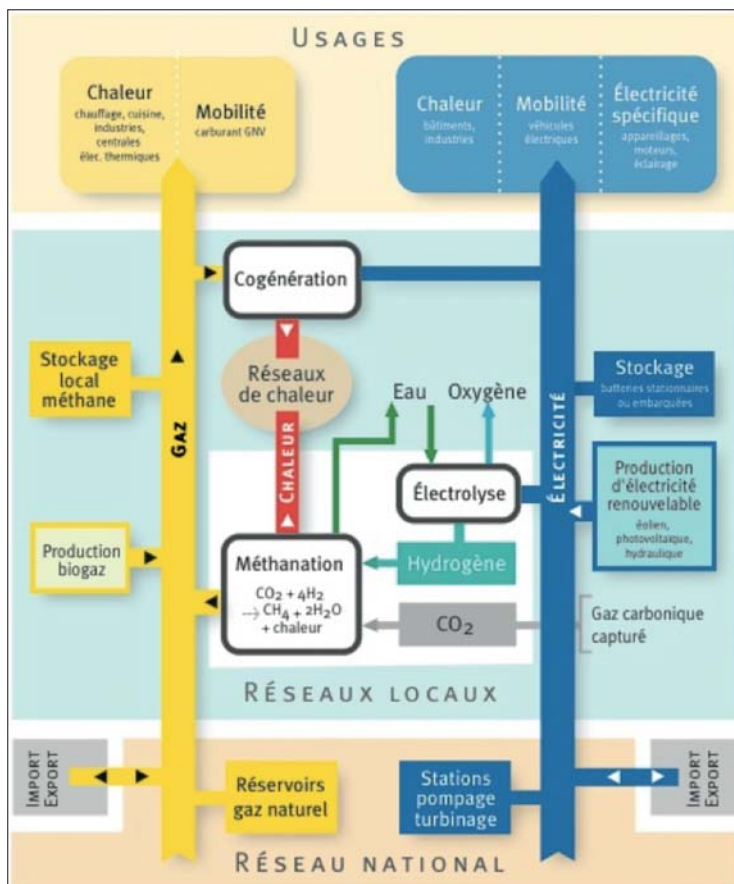 USAGES
Chaleur
chauffage, cuisine,
industries,
centrales
élec. thermiques
Mobilité
carburant GNV
Chaleur
bâtiments,
industries
Mobilité
véhicules
électriques
Électricité
spécifique
appareillages,
moteurs,
éclairage
Cogénération
Stockage
local
méthane
Réseaux
de chaleur
Eau
Oxygène
Stockage
batteries stationnaires
ou embarquées
GAZ
CHALEUR
ÉLECTRICITÉ
Électrolyse
Production
d'électricité
renouvelable
éolien,
photovoltaïque,
hydraulique
Production
biogaz
Méthanation
CO2 + 4H2
→ CH4 + 2H2O
+ chaleur
Hydrogène
CO2
Gaz carbonique
capturé
RÉSEAUX LOCAUX
IMPORT
EXPORT
Réservoirs
gaz naturel
Stations
pompage
turbinage
IMPORT
EXPORT
RÉSEAU NATIONAL